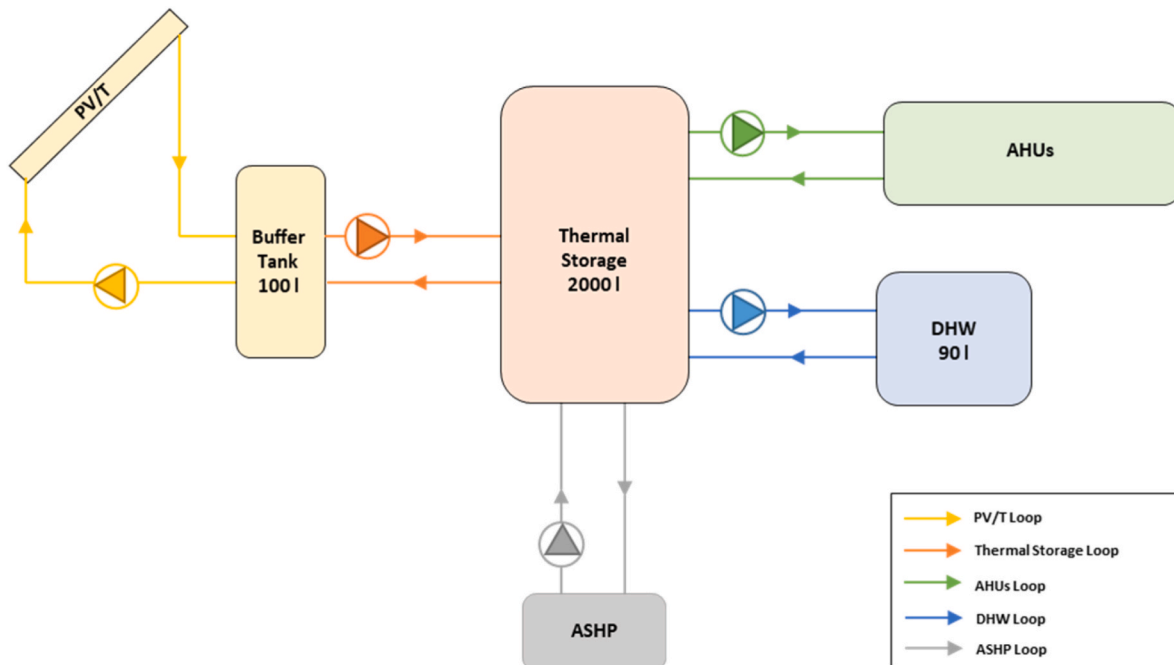 PV/T
Buffer
Tank
100 l
Thermal
Storage
2000 l
AHUs
DHW
90 l
ASHP
PV/T Loop
Thermal Storage Loop
AHUs Loop
DHW Loop
ASHP Loop